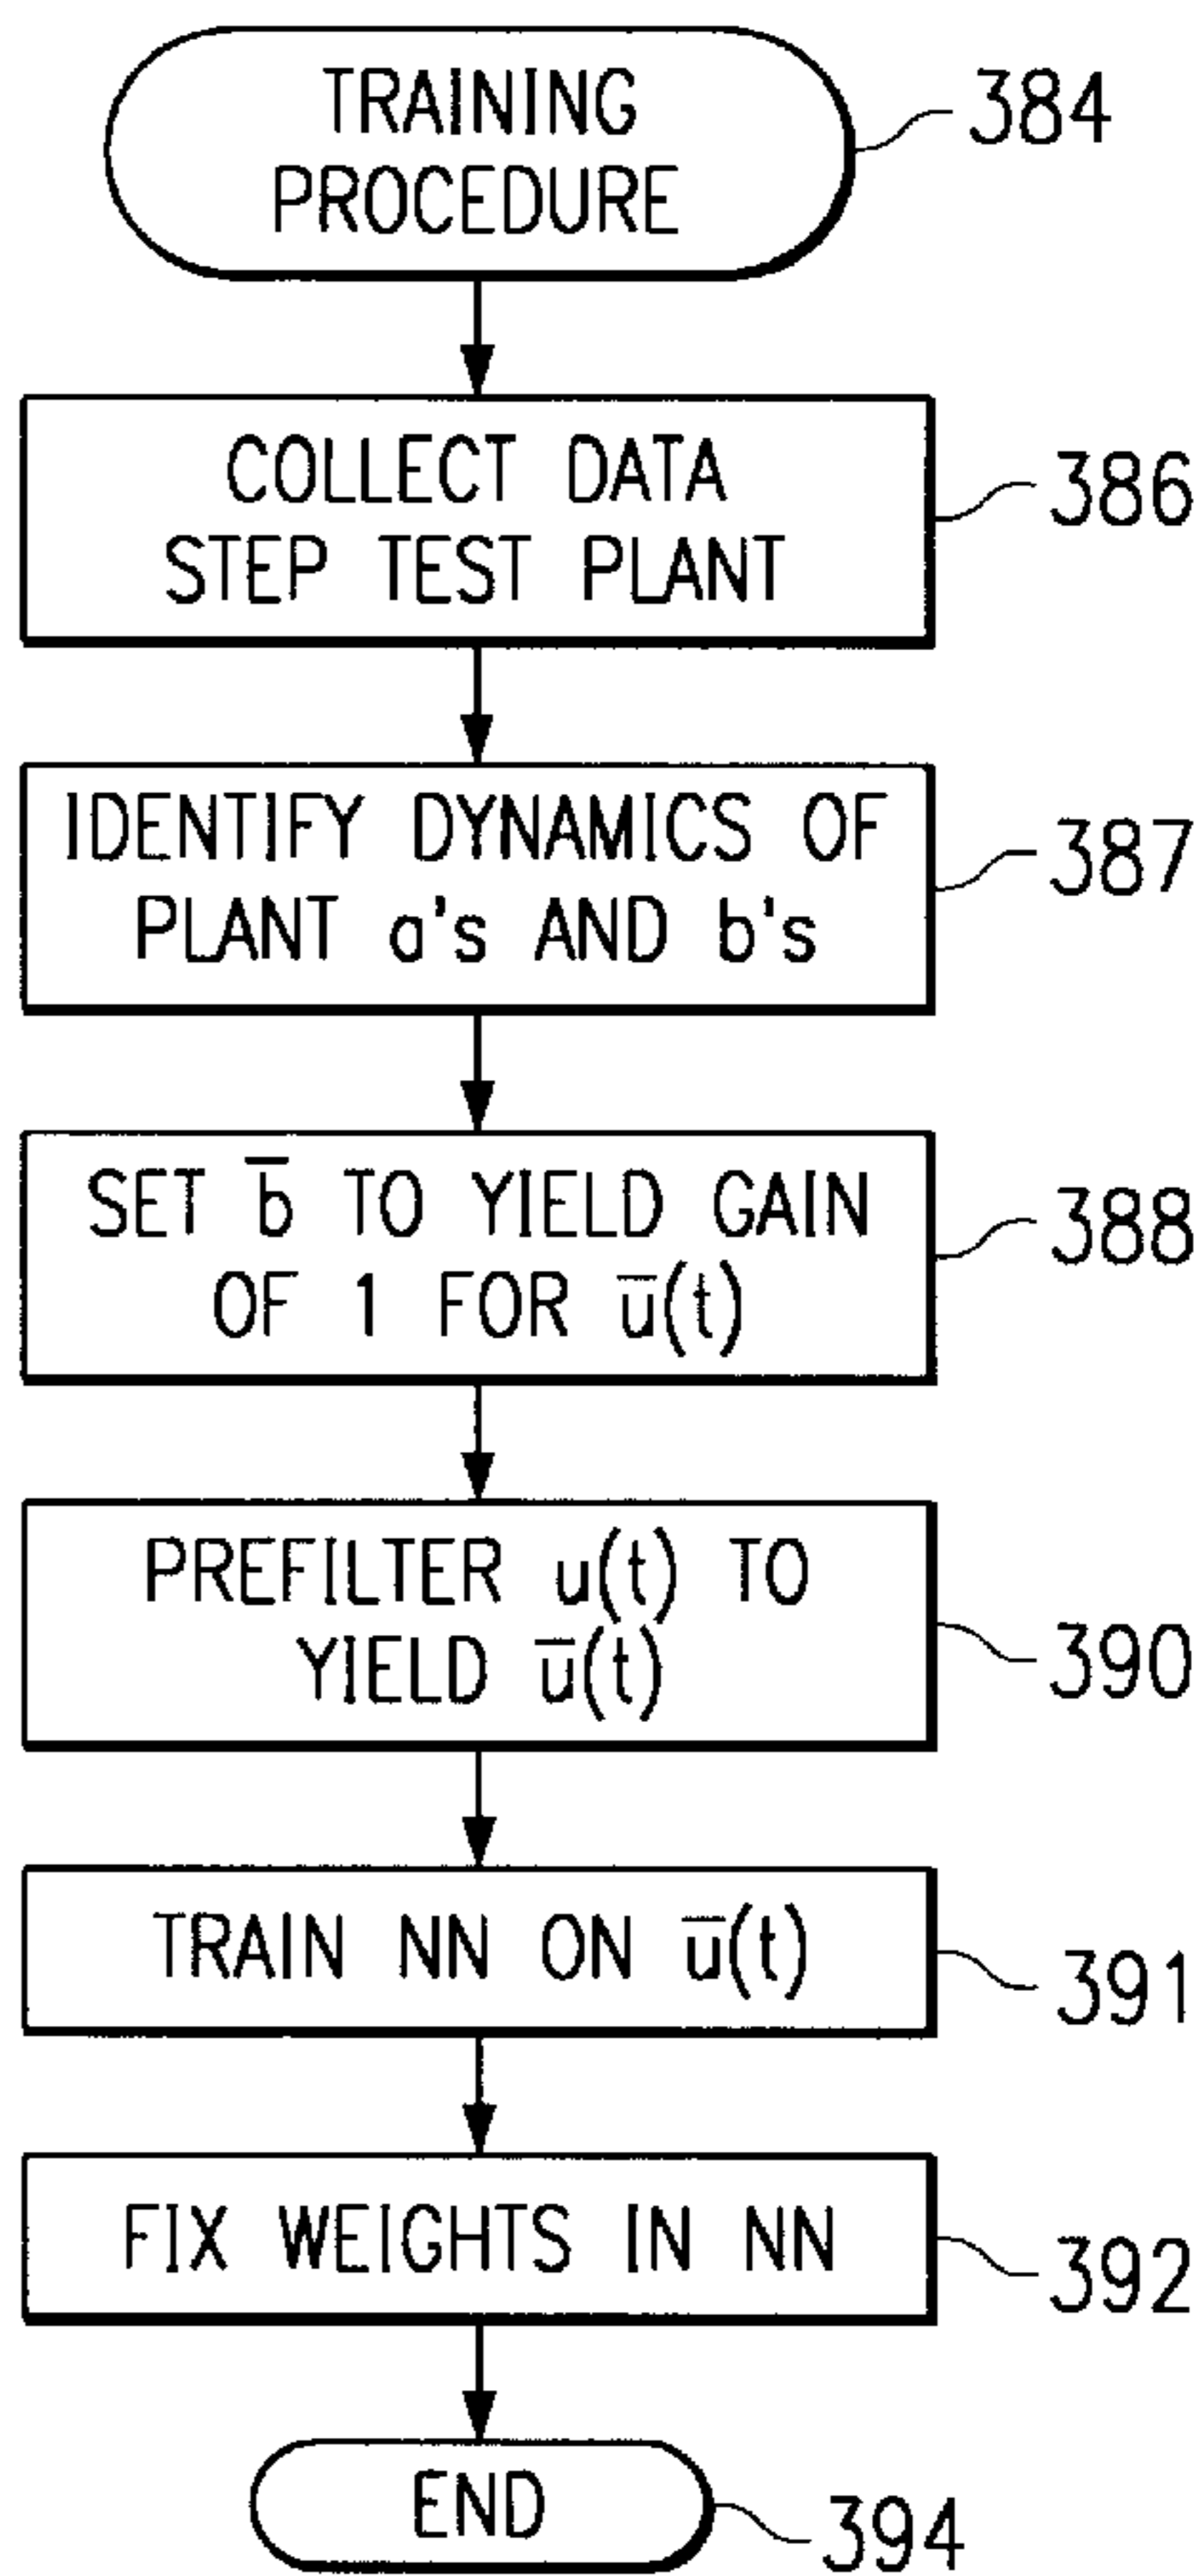 TRAINING
PROCEDURE
384
COLLECT DATA
STEP TEST PLANT
386
IDENTIFY DYNAMICS OF
PLANT a's AND b's
387
SET b̅ TO YIELD GAIN
OF 1 FOR u̅(t)
388
PREFILTER u(t) TO
YIELD u̅(t)
390
TRAIN NN ON u̅(t)
391
FIX WEIGHTS IN NN
392
END
394